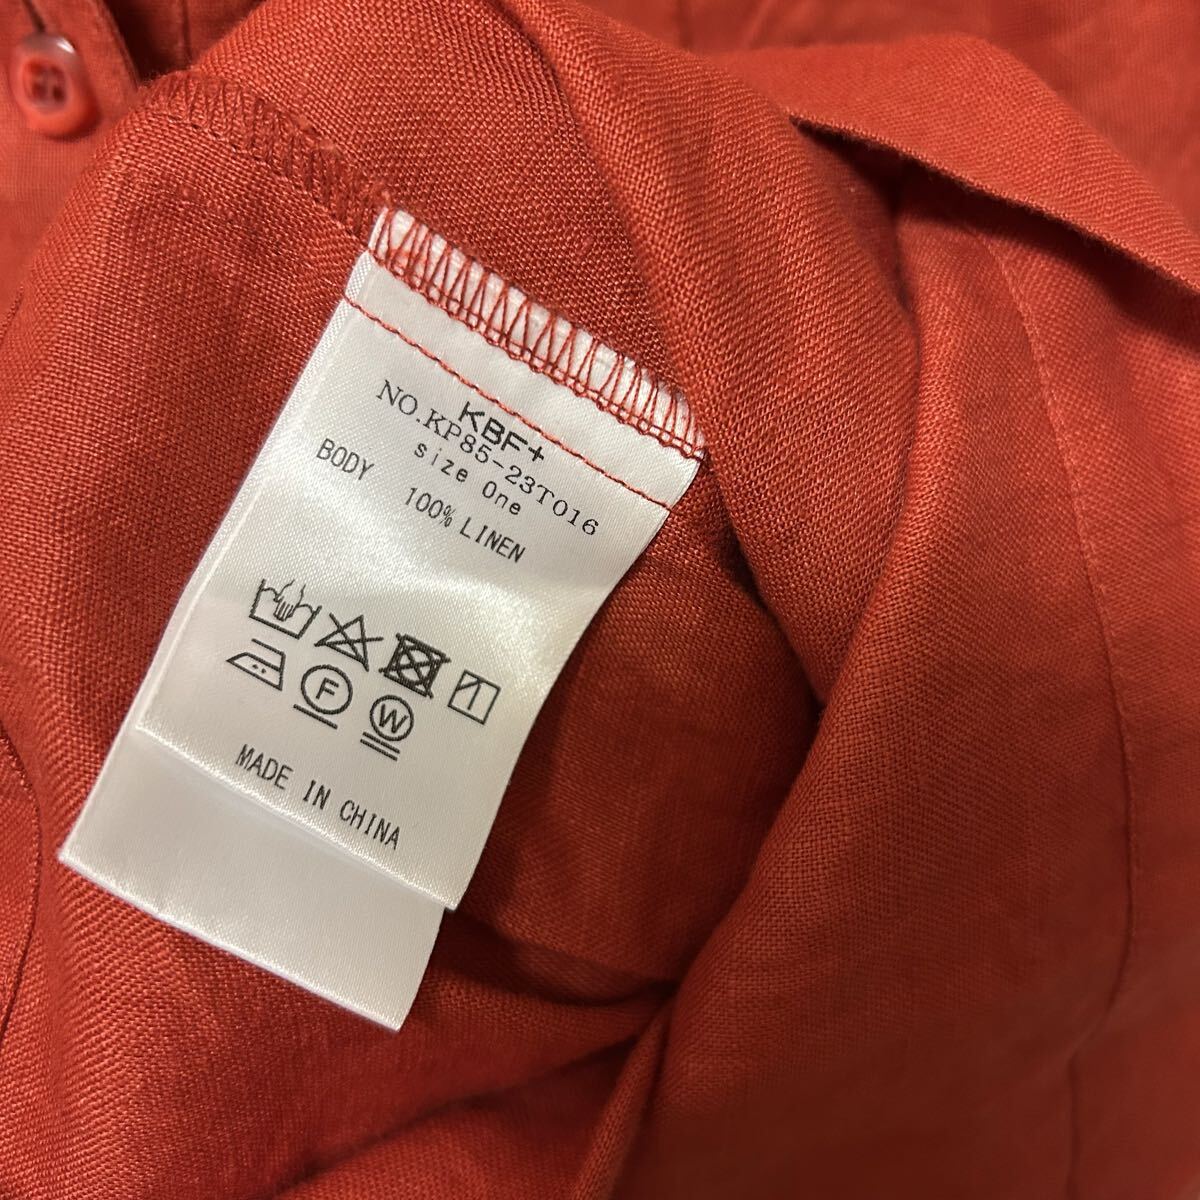 KBF+
NO.KP85-23T016
size One
BODY 100% LINEN
F
W
MADE IN CHINA